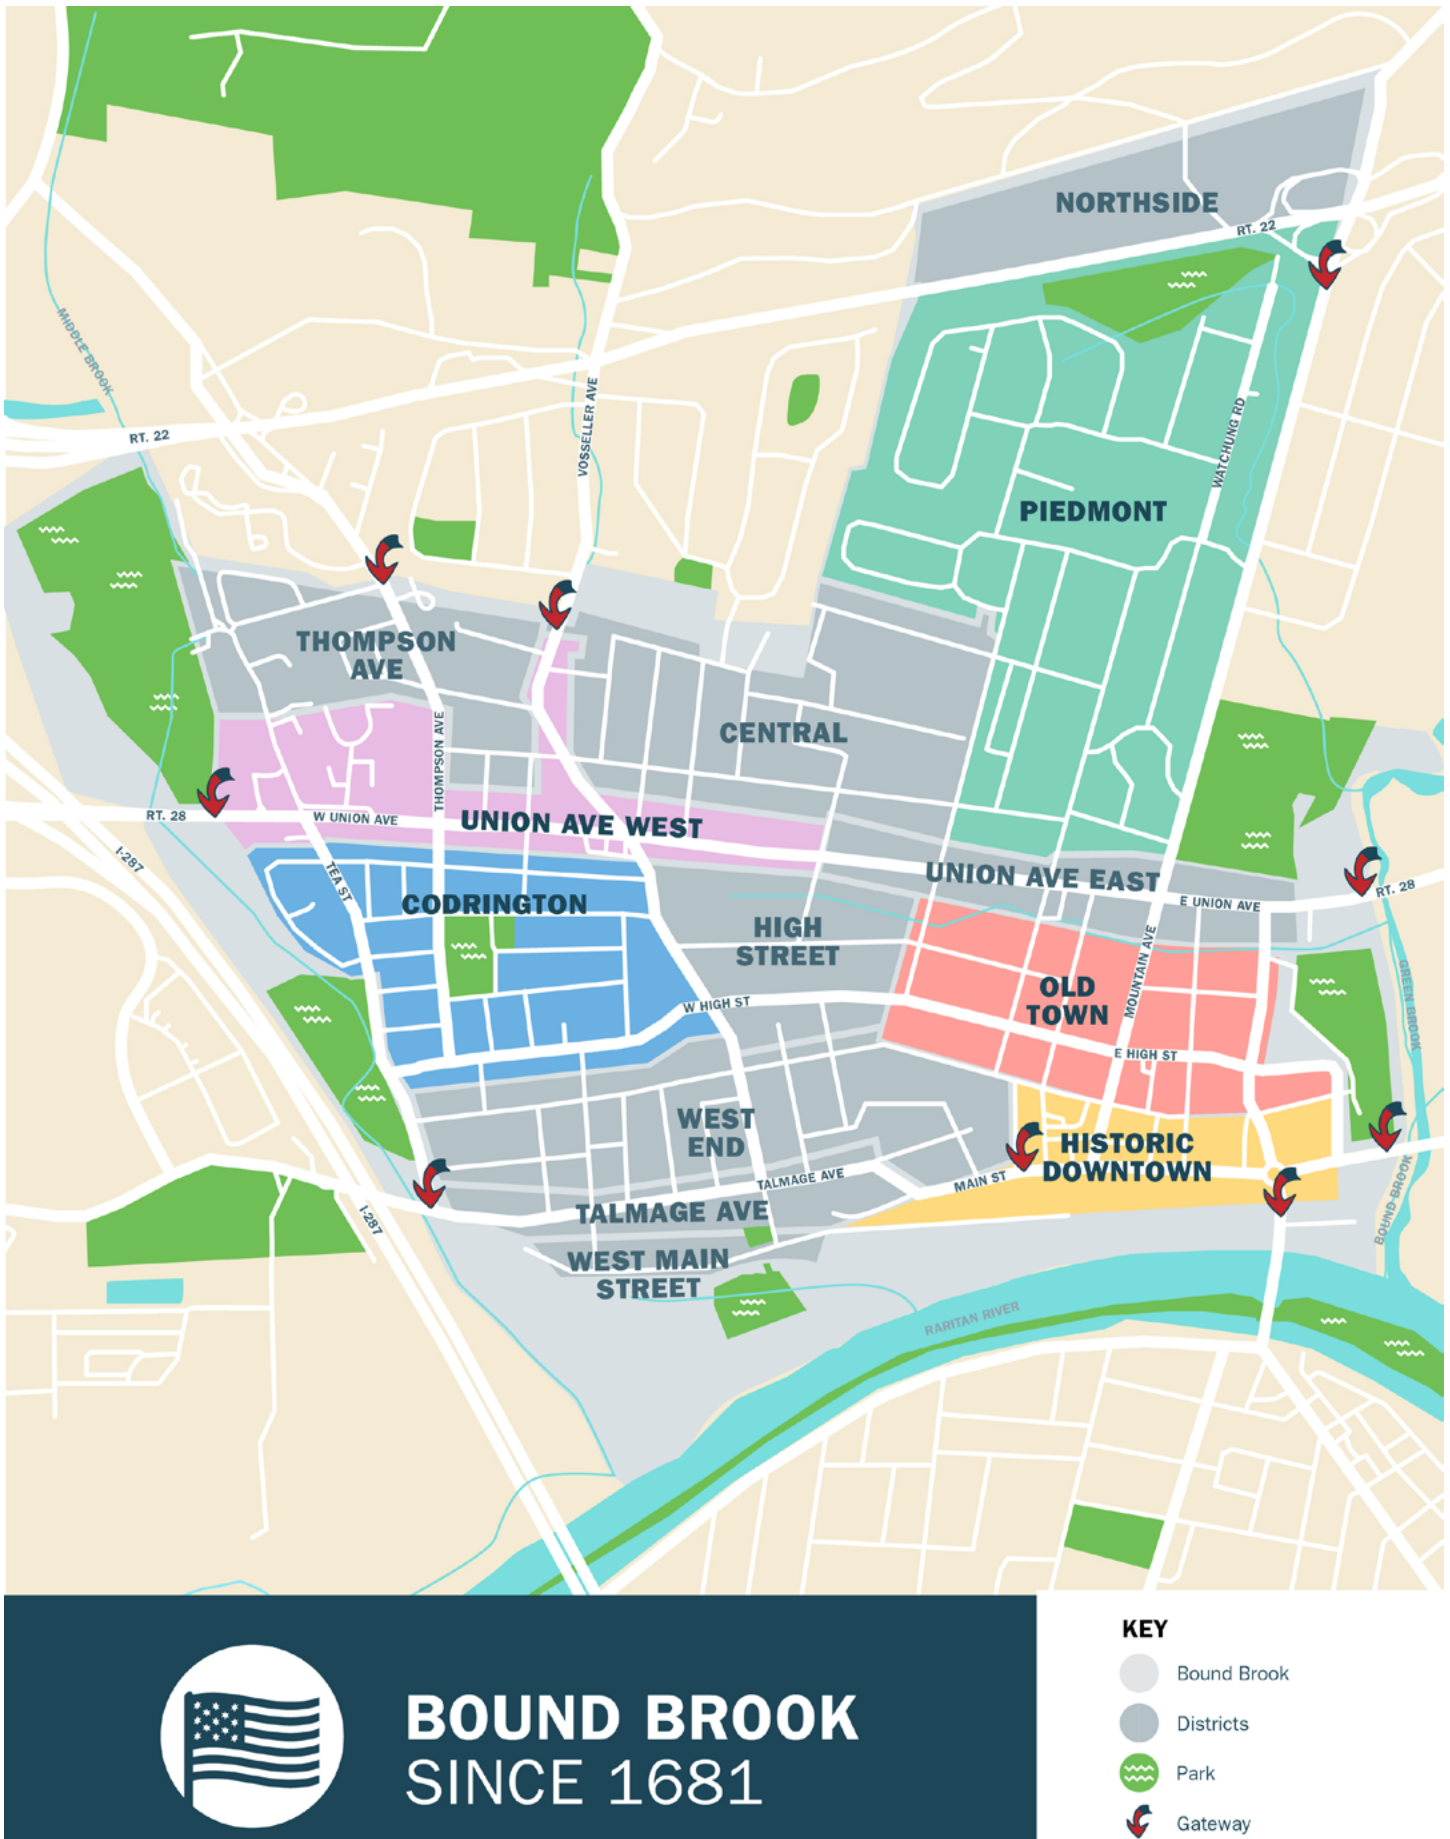 NORTHSIDE
RT. 22
MIDDLE BROOK
RT. 22
VOSSELLER AVE
WATCHUNG RD
PIEDMONT
THOMPSON
AVE
CENTRAL
THOMPSON AVE
RT. 28
W UNION AVE
UNION AVE WEST
I-287
TEA ST
CODRINGTON
UNION AVE EAST
E UNION AVE
RT. 28
HIGH
STREET
OLD
TOWN
MOUNTAIN AVE
GREEN BROOK
W HIGH ST
E HIGH ST
WEST
END
HISTORIC
DOWNTOWN
TALMAGE AVE
MAIN ST
BOUND BROOK
I-287
TALMAGE AVE
WEST MAIN
STREET
RARITAN RIVER
BOUND BROOK
SINCE 1681
KEY
Bound Brook
Districts
Park
Gateway